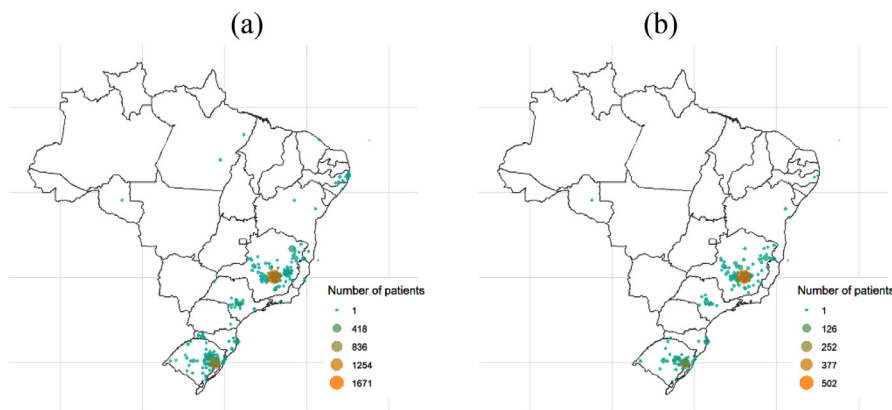 (a)
(b)
Number of patients
1
418
836
1254
1671
Number of patients
1
126
252
377
502